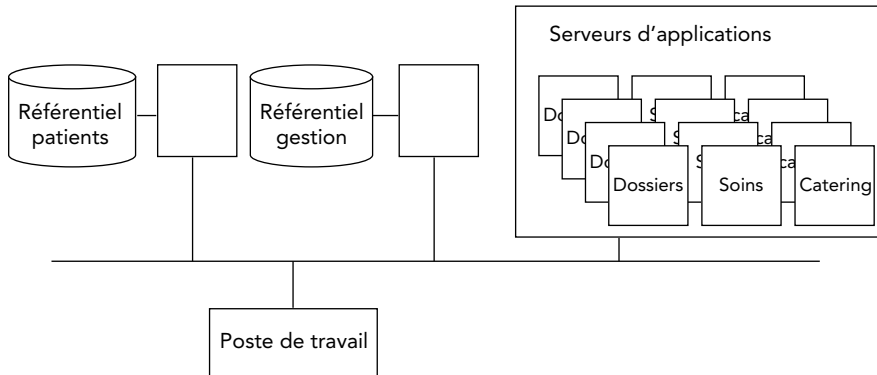 Serveurs d'applications
Référentiel
patients
Référentiel
gestion
Dossiers
Soins
Catering
Poste de travail